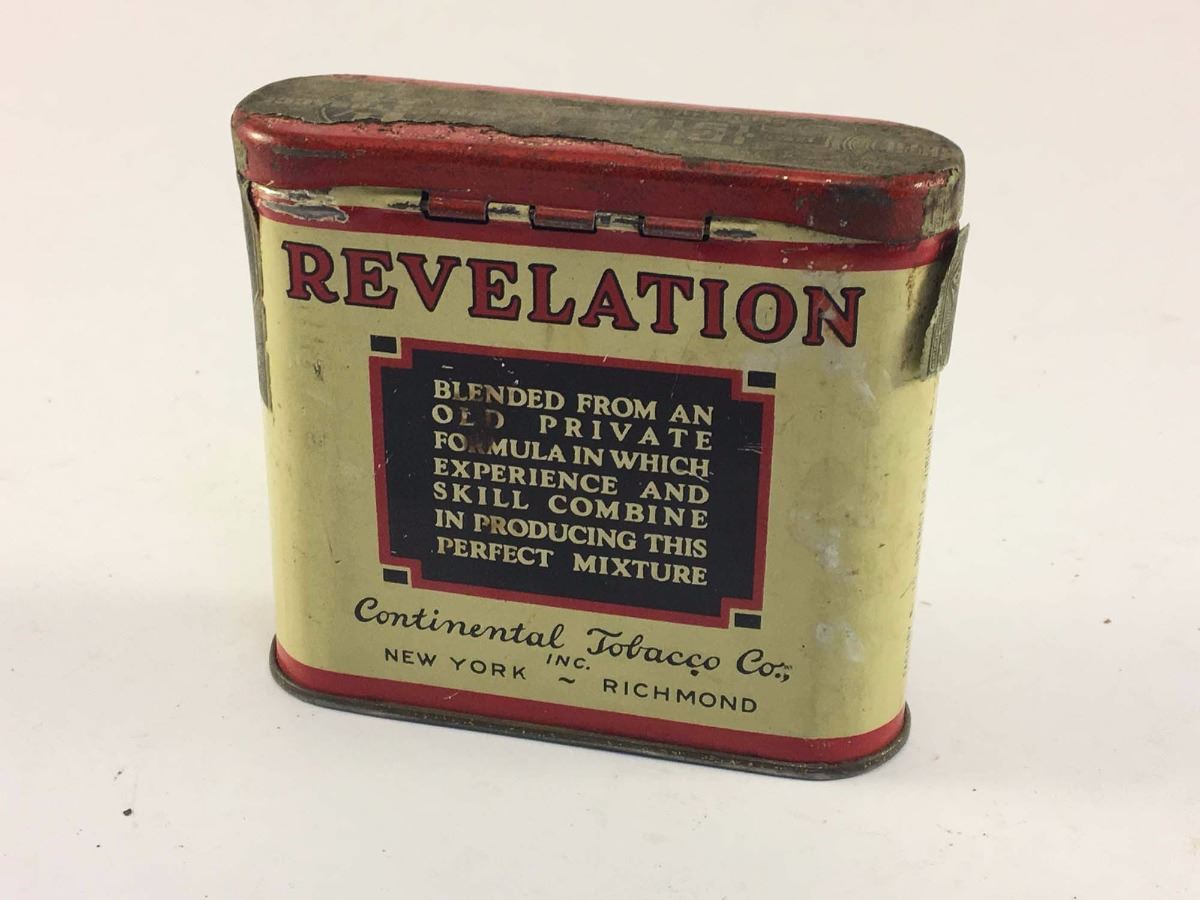 REVELATION
BLENDED FROM AN
OLD PRIVATE
FORMULA IN WHICH
EXPERIENCE AND
SKILL COMBINE
IN PRODUCING THIS
PERFECT MIXTURE
Continental Tobacco Co.,
INC.
NEW YORK ~ RICHMOND